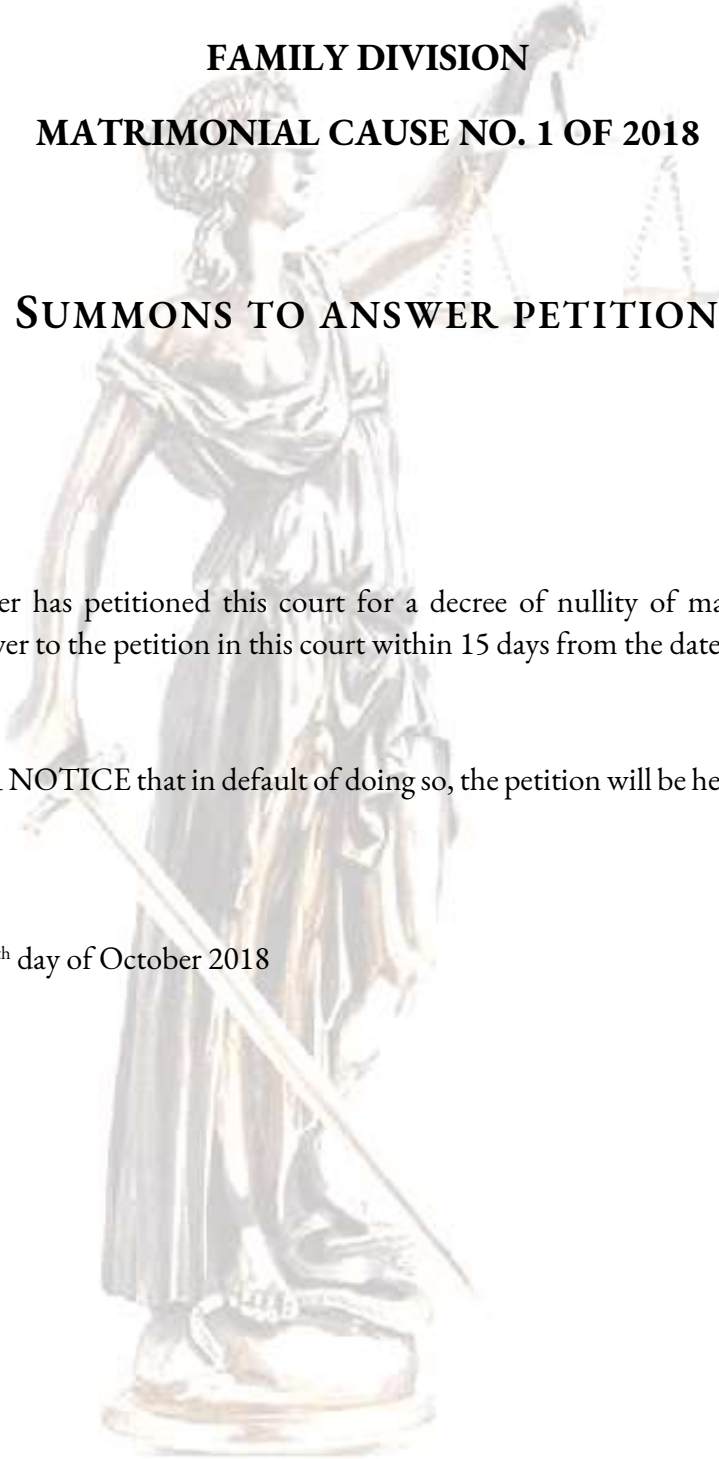 FAMILY DIVISION
MATRIMONIAL CAUSE NO. 1 OF 2018
SUMMONS TO ANSWER PETITION
er has petitioned this court for a decree of nullity of ma
ver to the petition in this court within 15 days from the date
NOTICE that in default of doing so, the petition will be he
th day of October 2018